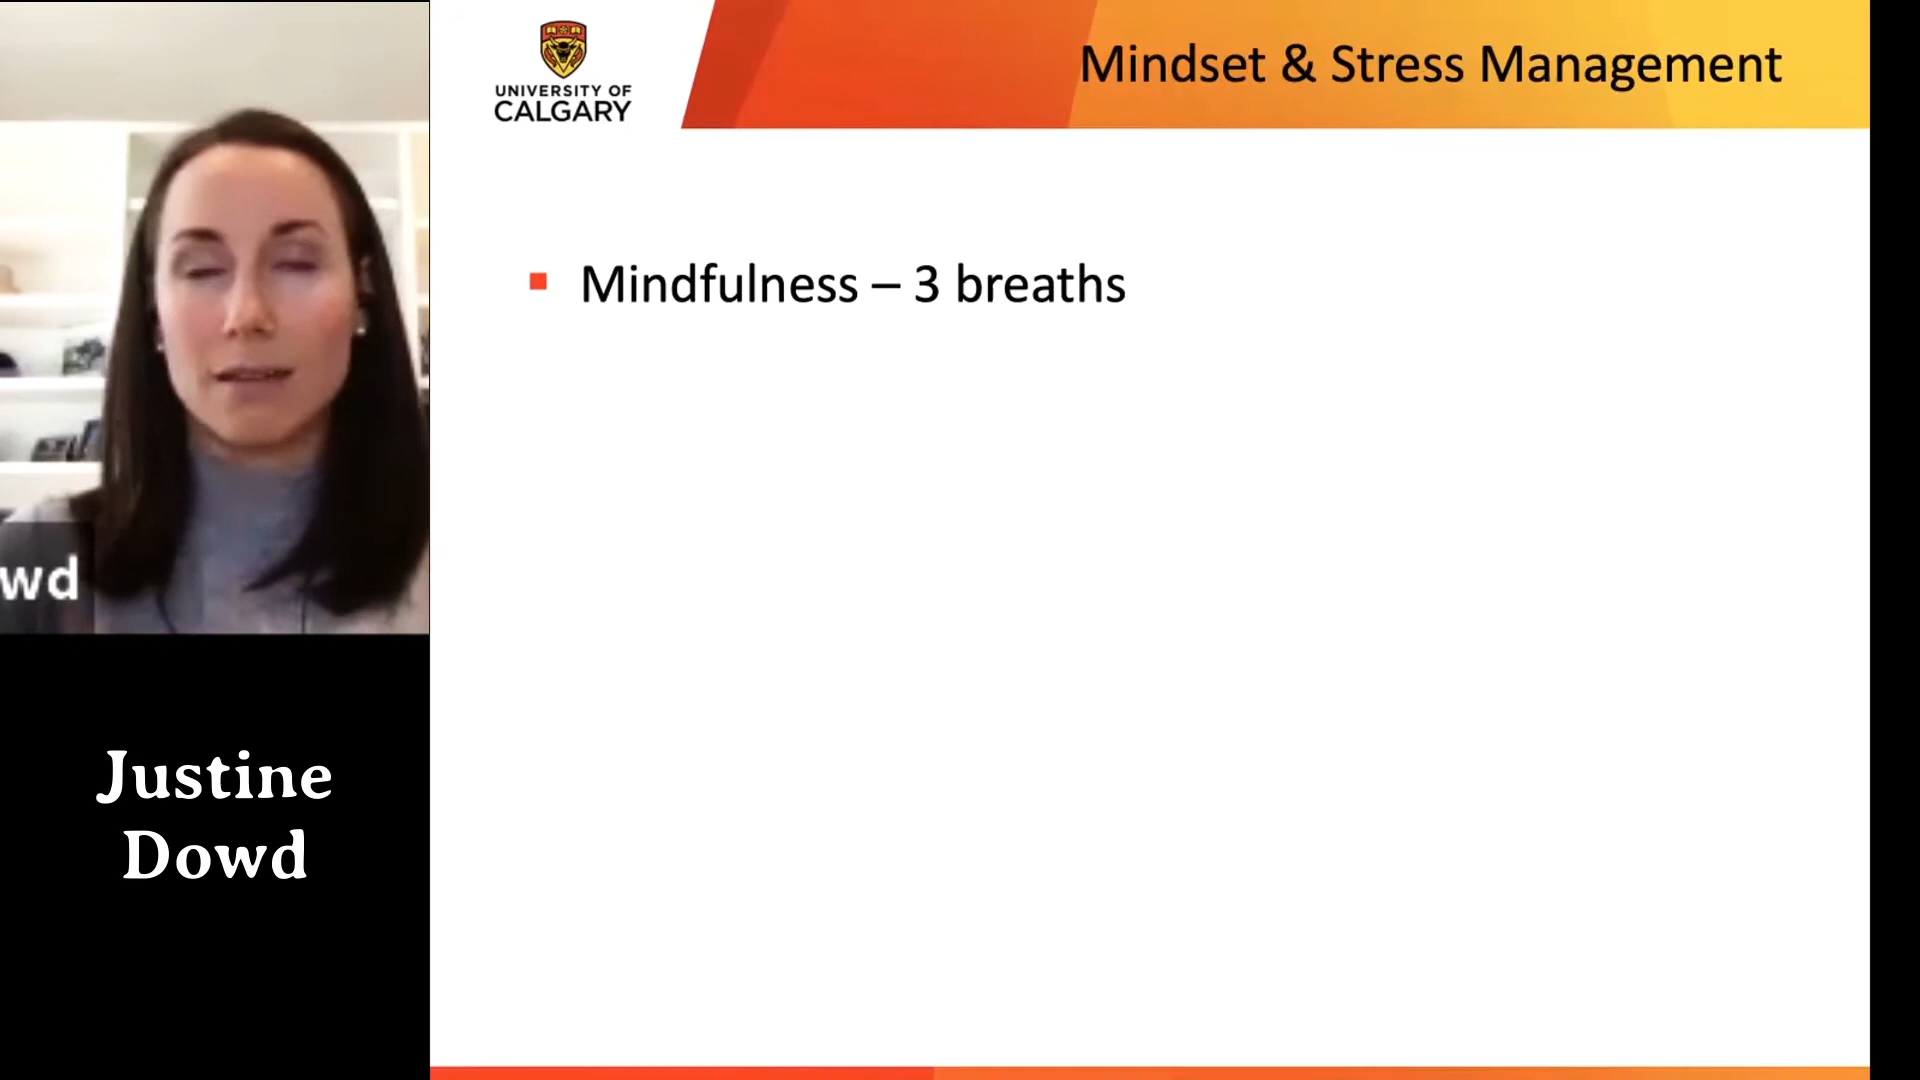 UNIVERSITY OF
CALGARY
Mindset & Stress Management
Mindfulness – 3 breaths
wd
Justine
Dowd